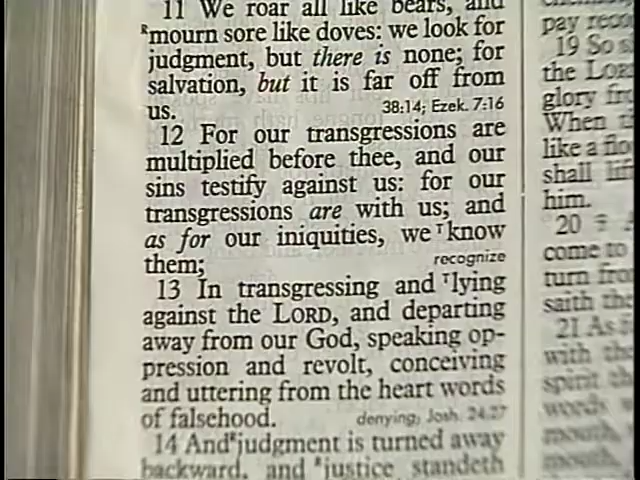 11 We roar all like bears, and
ᴿmourn sore like doves: we look for
judgment, but there is none; for
salvation, but it is far off from
us. 38:14; Ezek. 7:16
12 For our transgressions are
multiplied before thee, and our
sins testify against us: for our
transgressions are with us; and
as for our iniquities, we ᵀknow
them; recognize
13 In transgressing and ᵀlying
against the LORD, and departing
away from our God, speaking op-
pression and revolt, conceiving
and uttering from the heart words
of falsehood. denying; Josh. 24:27
14 And ᴿjudgment is turned away
backward, and ᴿjustice standeth
pay
19 So
the
glory
When
like a
shall
him.
20
come to
turn from
saith the
21 As
with the
spirit
words
mouth,